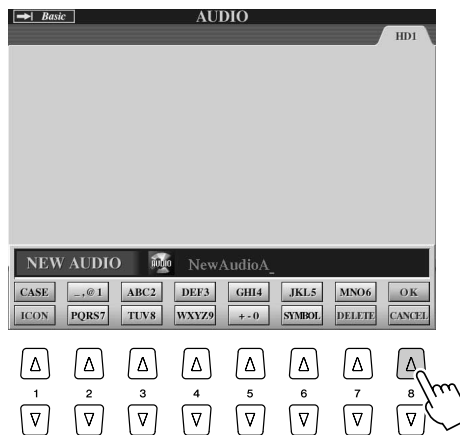 Basic AUDIO
HD1
NEW AUDIO AUDIO NewAudioA_
CASE _,@1 ABC2 DEF3 GHI4 JKL5 MNO6 OK
ICON PQRS7 TUV8 WXYZ9 +-0 SYMBOL DELETE CANCEL
1 2 3 4 5 6 7 8